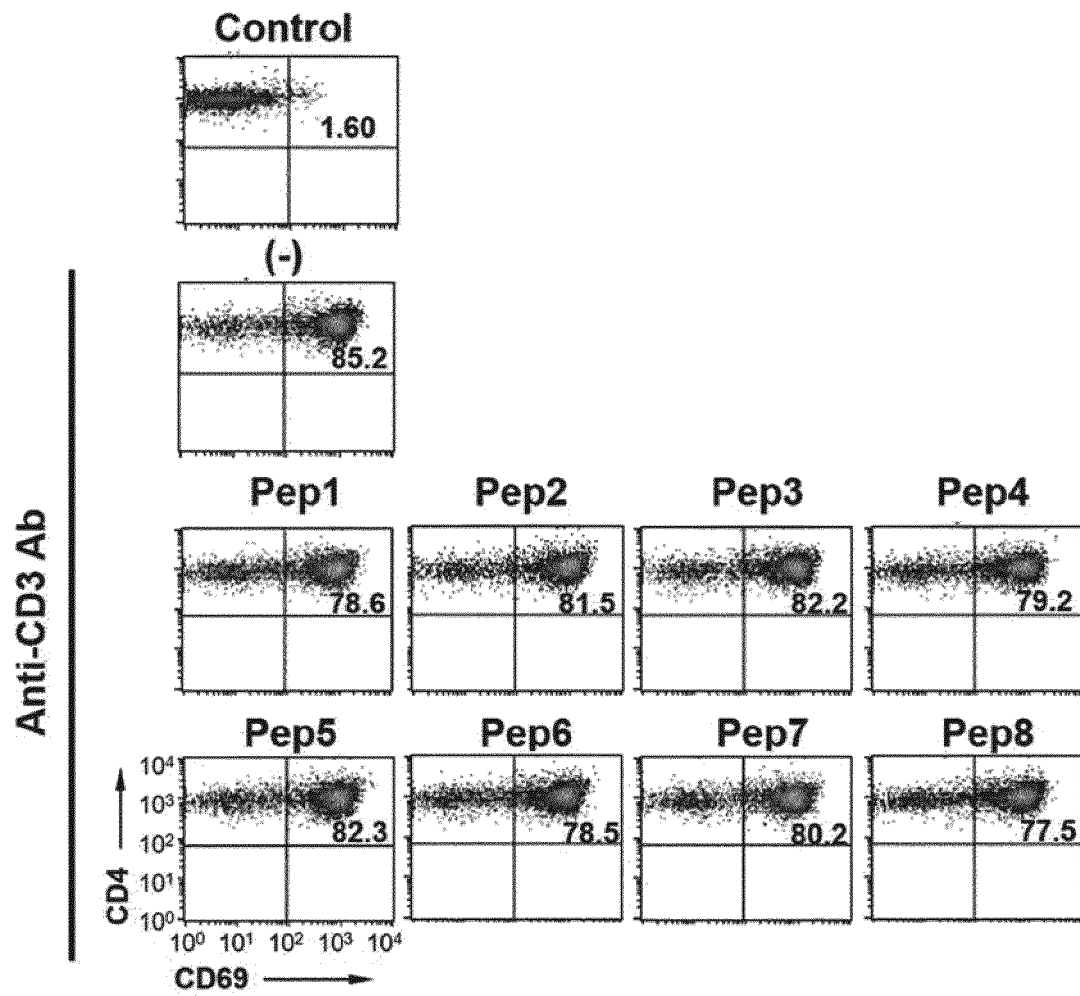 Control
1.60
(-)
85.2
Anti-CD3 Ab
Pep1 Pep2 Pep3 Pep4
78.6 81.5 82.2 79.2
Pep5 Pep6 Pep7 Pep8
82.3 78.5 80.2 77.5
CD4
10⁴
10³
10²
10¹
10⁰
10⁰ 10¹ 10² 10³ 10⁴
CD69